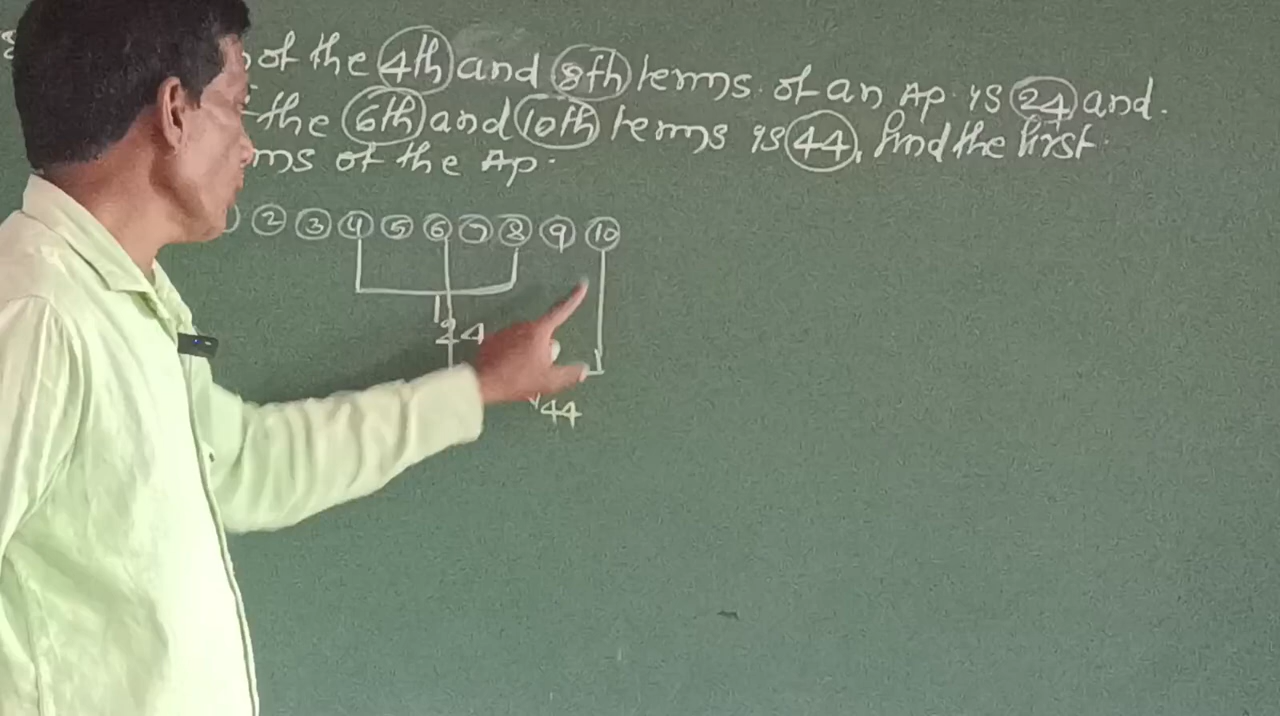 of the 4th and 8th terms. of an Ap. is 24 and.
the 6th and 10th terms is 44, find the first.
ms of the Ap.
2 3 4 5 6 7 8 9 10
24
44